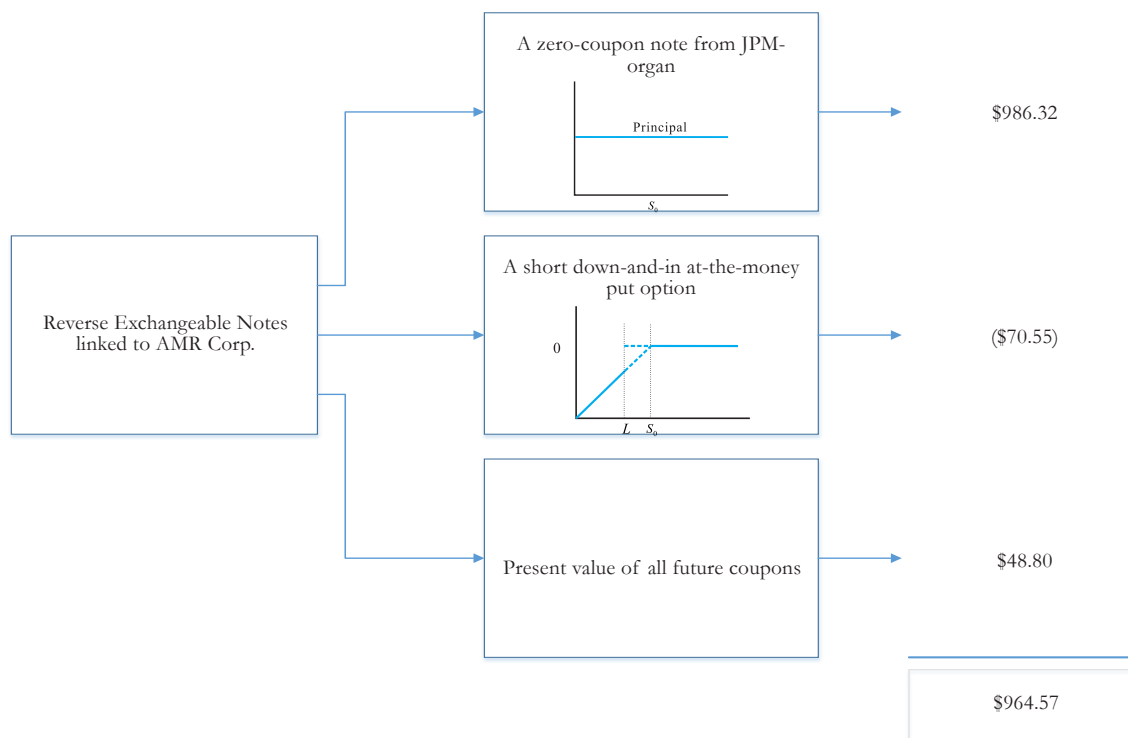 A zero-coupon note from JPM-
organ
Principal
S₀
$986.32
Reverse Exchangeable Notes
linked to AMR Corp.
A short down-and-in at-the-money
put option
0
L S₀
($70.55)
Present value of all future coupons
$48.80
$964.57